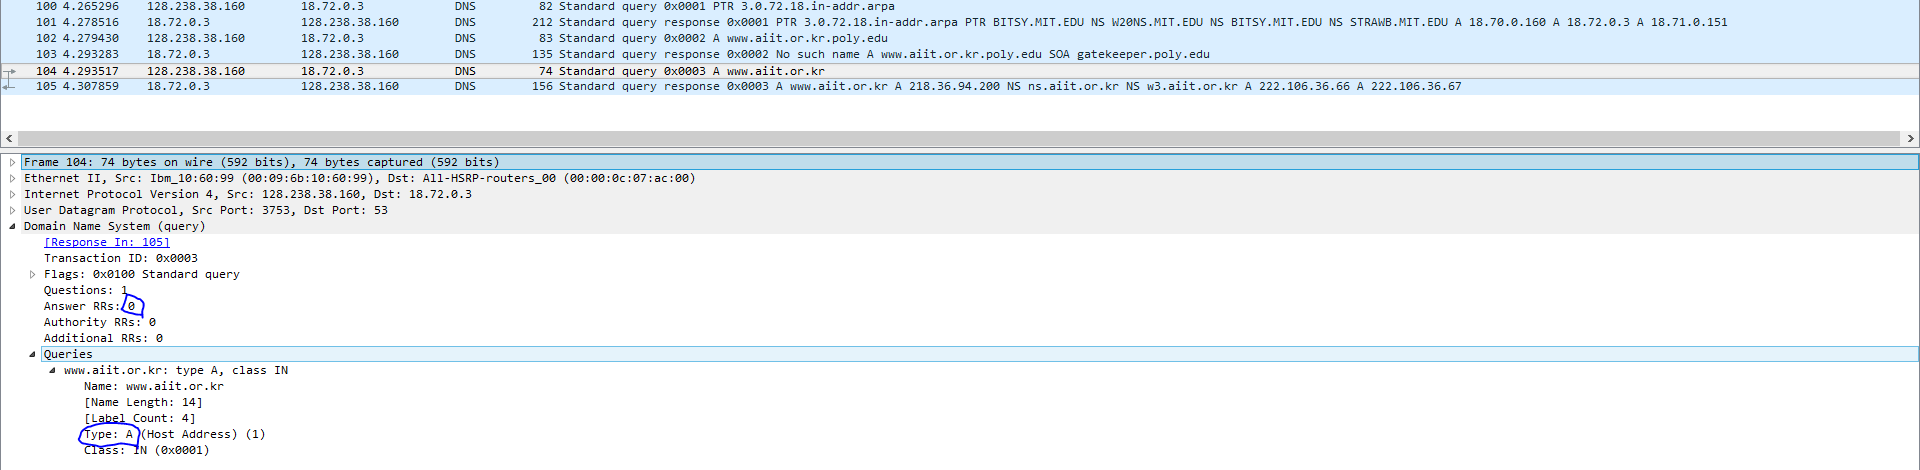 100 4.265296 128.238.38.160 18.72.0.3 DNS 82 Standard query 0x0001 PTR 3.0.72.18.in-addr.arpa
101 4.278516 18.72.0.3 128.238.38.160 DNS 212 Standard query response 0x0001 PTR 3.0.72.18.in-addr.arpa PTR BITSY.MIT.EDU NS W20NS.MIT.EDU NS BITSY.MIT.EDU NS STRAWB.MIT.EDU A 18.70.0.160 A 18.72.0.3 A 18.71.0.151
102 4.279430 128.238.38.160 18.72.0.3 DNS 83 Standard query 0x0002 A www.aiit.or.kr.poly.edu
103 4.293283 18.72.0.3 128.238.38.160 DNS 135 Standard query response 0x0002 No such name A www.aiit.or.kr.poly.edu SOA gatekeeper.poly.edu
104 4.293517 128.238.38.160 18.72.0.3 DNS 74 Standard query 0x0003 A www.aiit.or.kr
105 4.307859 18.72.0.3 128.238.38.160 DNS 156 Standard query response 0x0003 A www.aiit.or.kr A 218.36.94.200 NS ns.aiit.or.kr NS w3.aiit.or.kr A 222.106.36.66 A 222.106.36.67
Frame 104: 74 bytes on wire (592 bits), 74 bytes captured (592 bits)
Ethernet II, Src: Ibm_10:60:99 (00:09:6b:10:60:99), Dst: All-HSRP-routers_00 (00:00:0c:07:ac:00)
Internet Protocol Version 4, Src: 128.238.38.160, Dst: 18.72.0.3
User Datagram Protocol, Src Port: 3753, Dst Port: 53
Domain Name System (query)
[Response In: 105]
Transaction ID: 0x0003
Flags: 0x0100 Standard query
Questions: 1
Answer RRs: 0
Authority RRs: 0
Additional RRs: 0
Queries
www.aiit.or.kr: type A, class IN
Name: www.aiit.or.kr
[Name Length: 14]
[Label Count: 4]
Type: A (Host Address) (1)
Class: IN (0x0001)